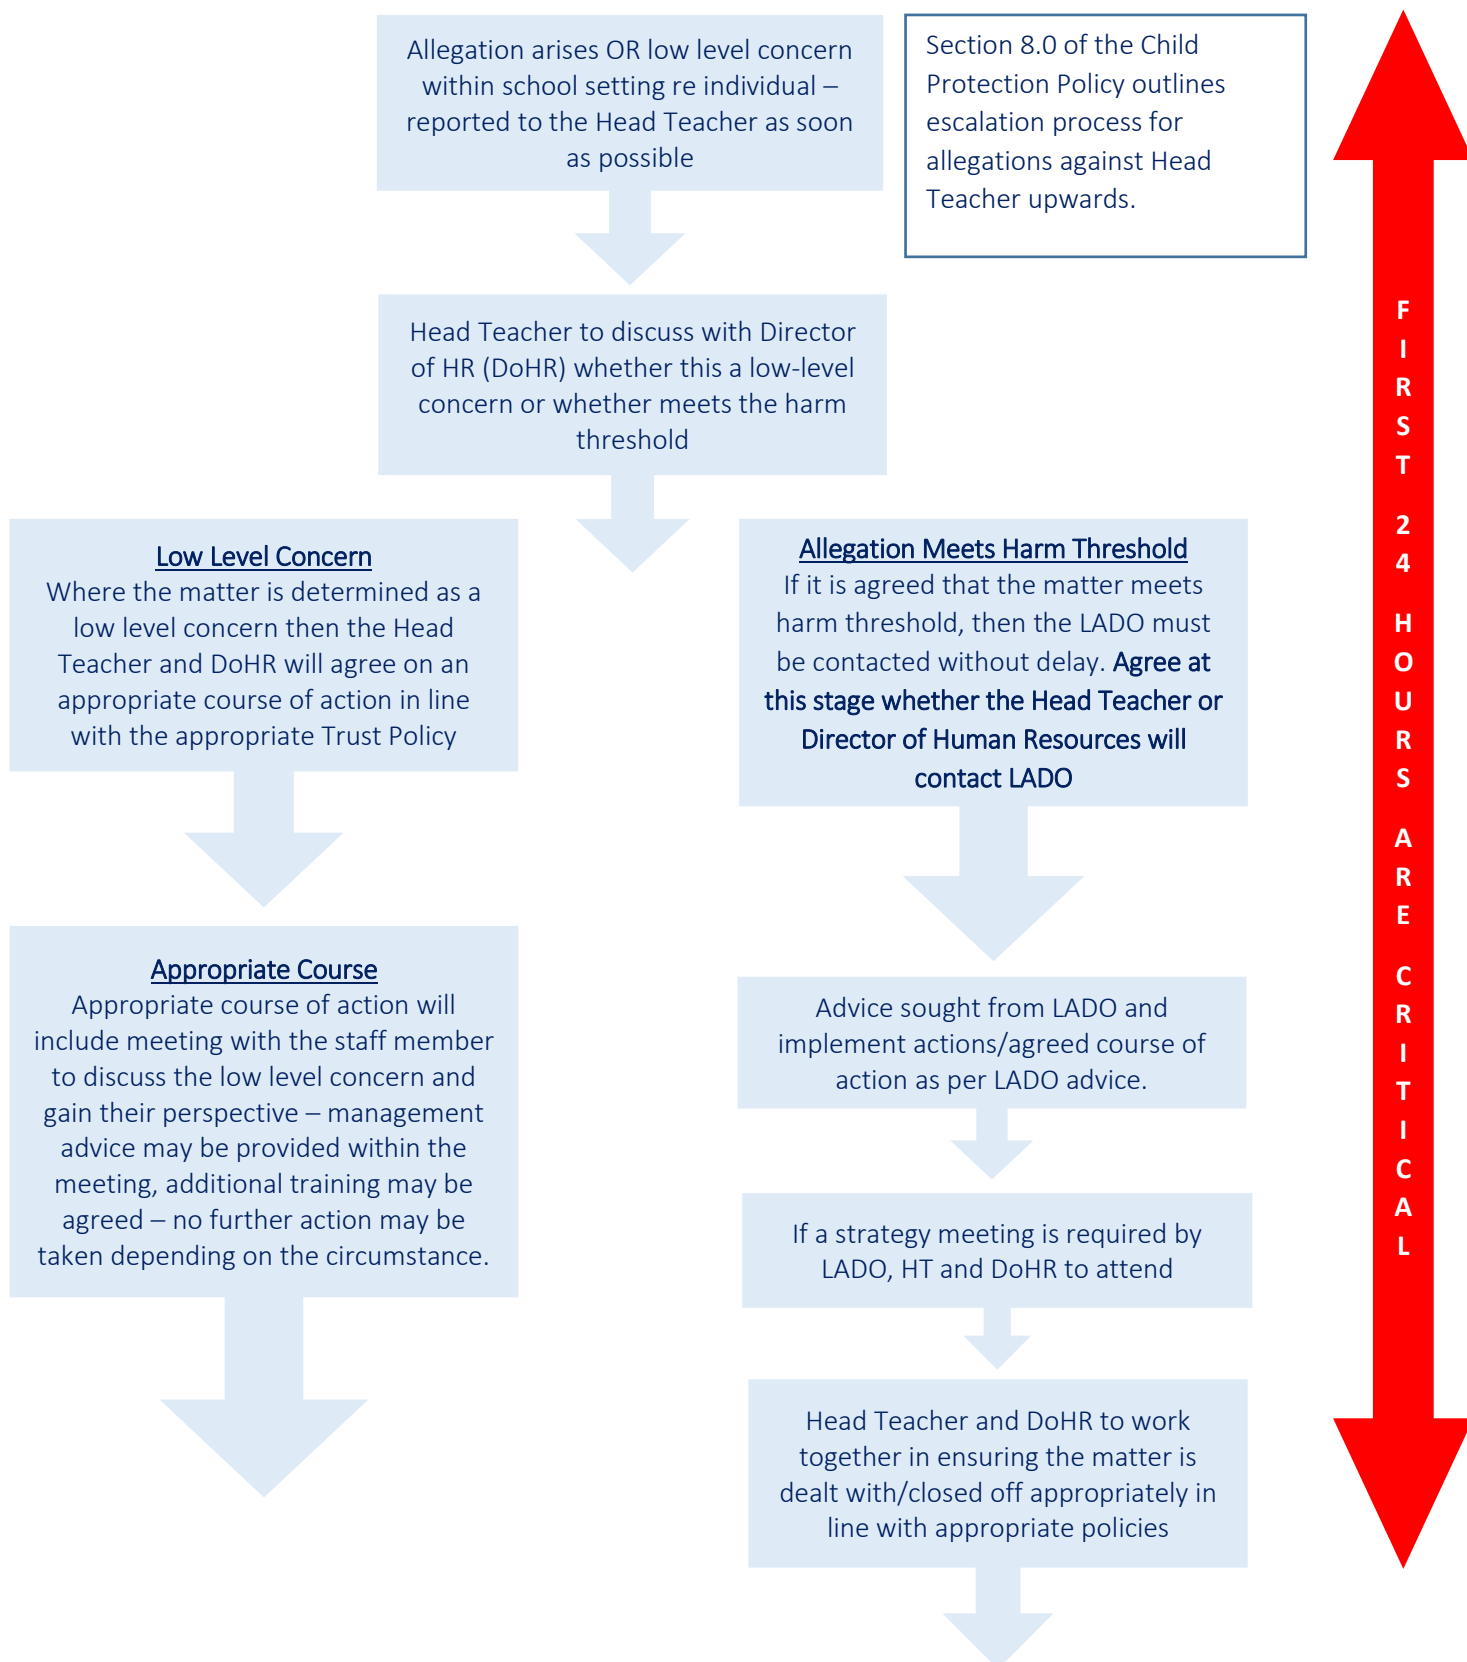 Allegation arises OR low level concern
within school setting re individual –
reported to the Head Teacher as soon
as possible
Section 8.0 of the Child
Protection Policy outlines
escalation process for
allegations against Head
Teacher upwards.
Head Teacher to discuss with Director
of HR (DoHR) whether this a low-level
concern or whether meets the harm
threshold
Low Level Concern
Where the matter is determined as a
low level concern then the Head
Teacher and DoHR will agree on an
appropriate course of action in line
with the appropriate Trust Policy
Allegation Meets Harm Threshold
If it is agreed that the matter meets
harm threshold, then the LADO must
be contacted without delay. Agree at
this stage whether the Head Teacher or
Director of Human Resources will
contact LADO
Appropriate Course
Appropriate course of action will
include meeting with the staff member
to discuss the low level concern and
gain their perspective – management
advice may be provided within the
meeting, additional training may be
agreed – no further action may be
taken depending on the circumstance.
Advice sought from LADO and
implement actions/agreed course of
action as per LADO advice.
If a strategy meeting is required by
LADO, HT and DoHR to attend
Head Teacher and DoHR to work
together in ensuring the matter is
dealt with/closed off appropriately in
line with appropriate policies
FIRST 24 HOURS ARE CRITICAL